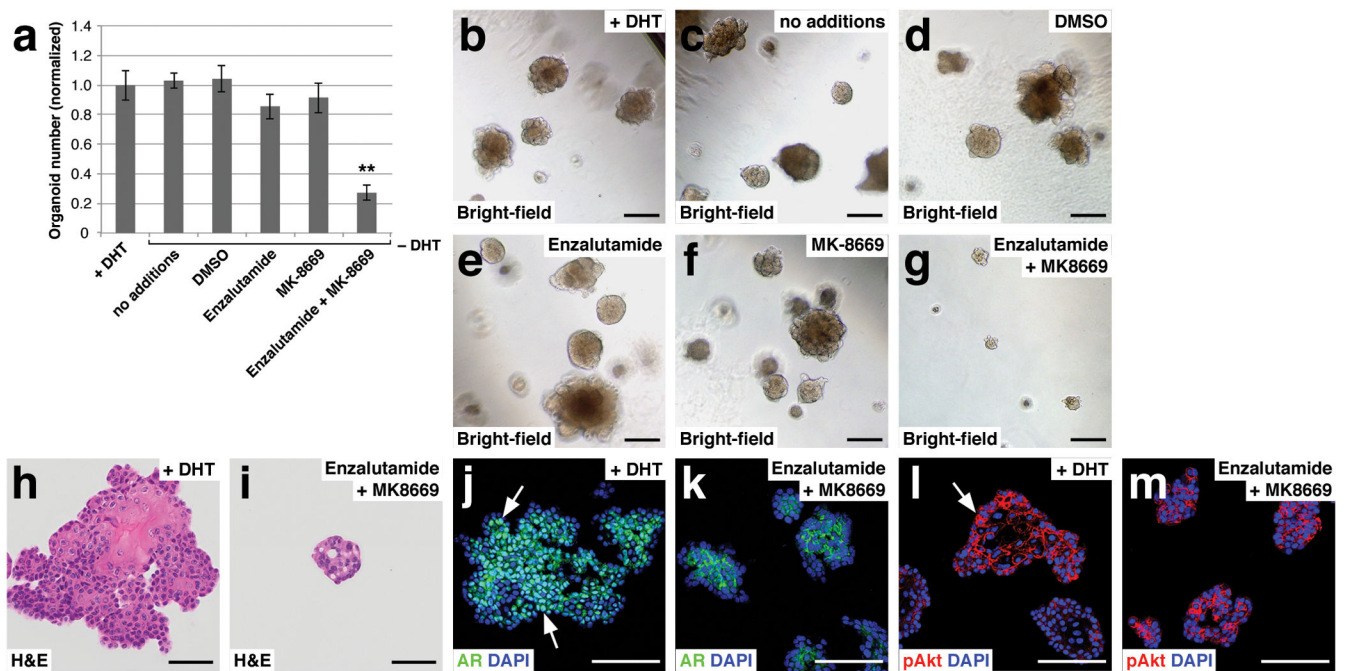 a
Organoid number (normalized)
1.4
1.2
1.0
0.8
0.6
0.4
0.2
0
**
+ DHT
no additions
DMSO
Enzalutamide
MK-8669
Enzalutamide + MK-8669
– DHT
b
+ DHT
Bright-field
c
no additions
Bright-field
d
DMSO
Bright-field
e
Enzalutamide
Bright-field
f
MK-8669
Bright-field
g
Enzalutamide
+ MK8669
Bright-field
h
+ DHT
H&E
i
Enzalutamide
+ MK8669
H&E
j
+ DHT
AR DAPI
k
Enzalutamide
+ MK8669
AR DAPI
l
+ DHT
pAkt DAPI
m
Enzalutamide
+ MK8669
pAkt DAPI